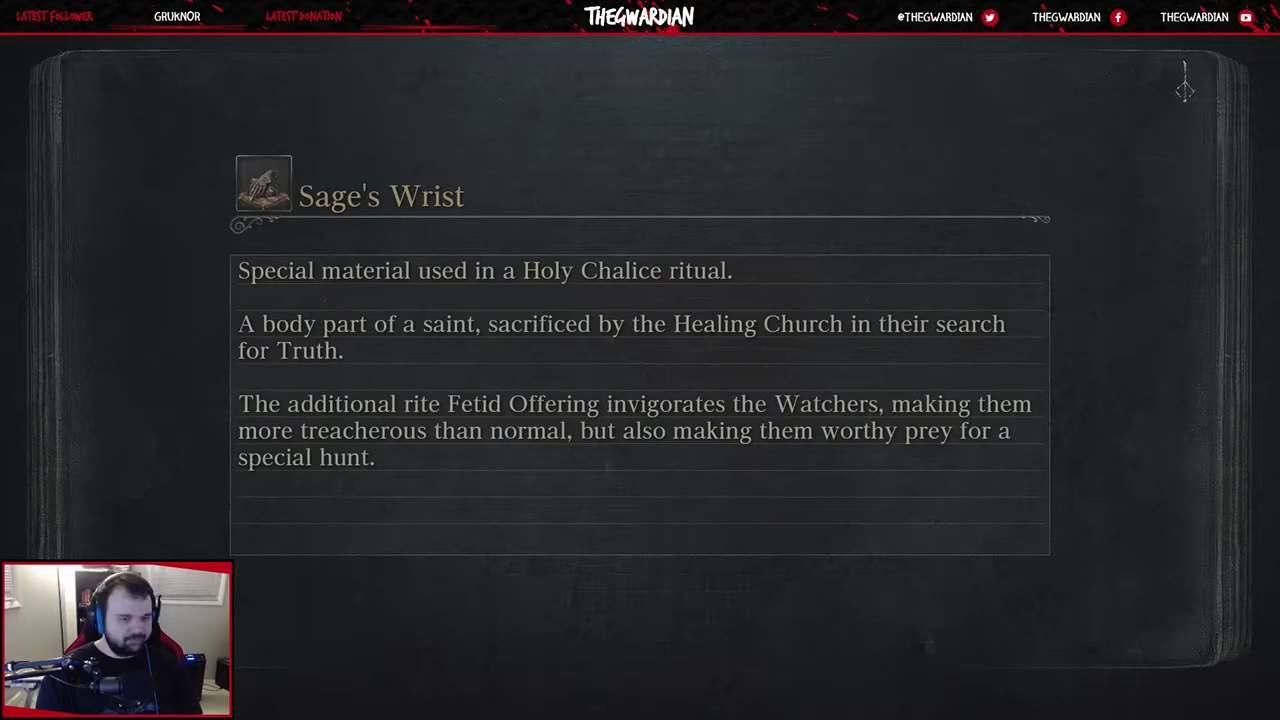 LATEST FOLLOWER GRUKNOR LATEST DONATION THEGWARDIAN @THEGWARDIAN THEGWARDIAN THEGWARDIAN
Sage's Wrist
Special material used in a Holy Chalice ritual.
A body part of a saint, sacrificed by the Healing Church in their search
for Truth.
The additional rite Fetid Offering invigorates the Watchers, making them
more treacherous than normal, but also making them worthy prey for a
special hunt.